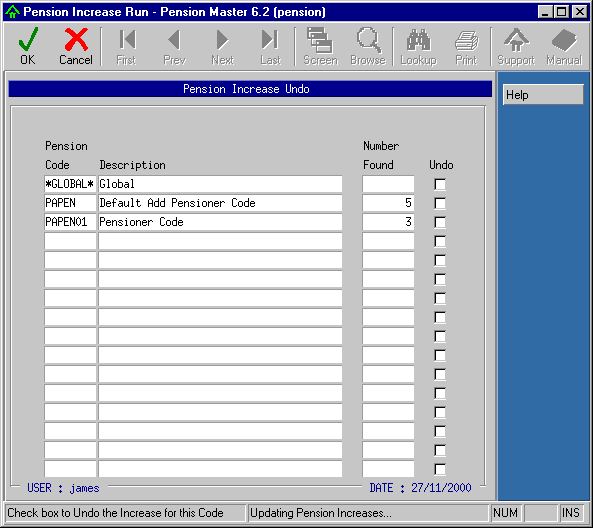 Pension Increase Run - Pension Master 6.2 (pension)
OK Cancel First Prev Next Last Screen Browse Lookup Print Support Manual
Pension Increase Undo
Help
Pension Number
Code Description Found Undo
*GLOBAL* Global
PAPEN Default Add Pensioner Code 5
PAPEN01 Pensioner Code 3
USER : james DATE : 27/11/2000
Check box to Undo the Increase for this Code Updating Pension Increases... NUM INS